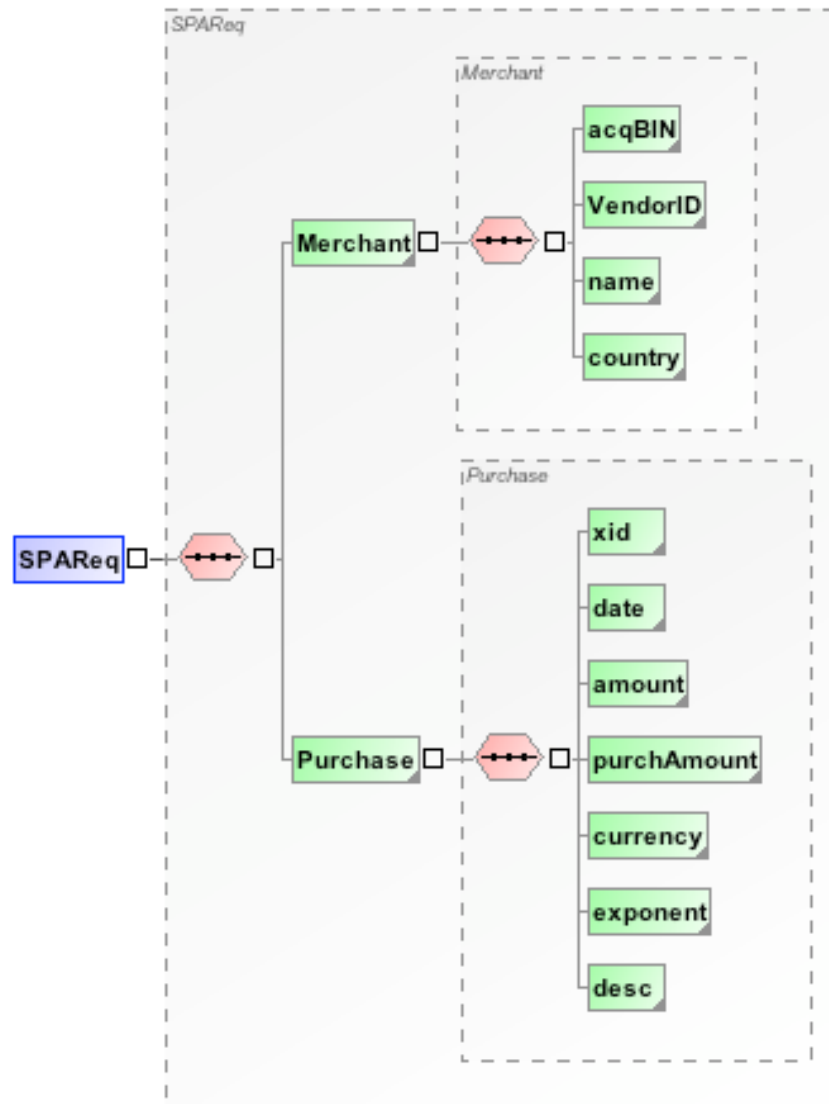 SPAReq
Merchant
acqBIN
VendorID
Merchant
name
country
Purchase
xid
SPAReq
date
amount
Purchase
purchAmount
currency
exponent
desc